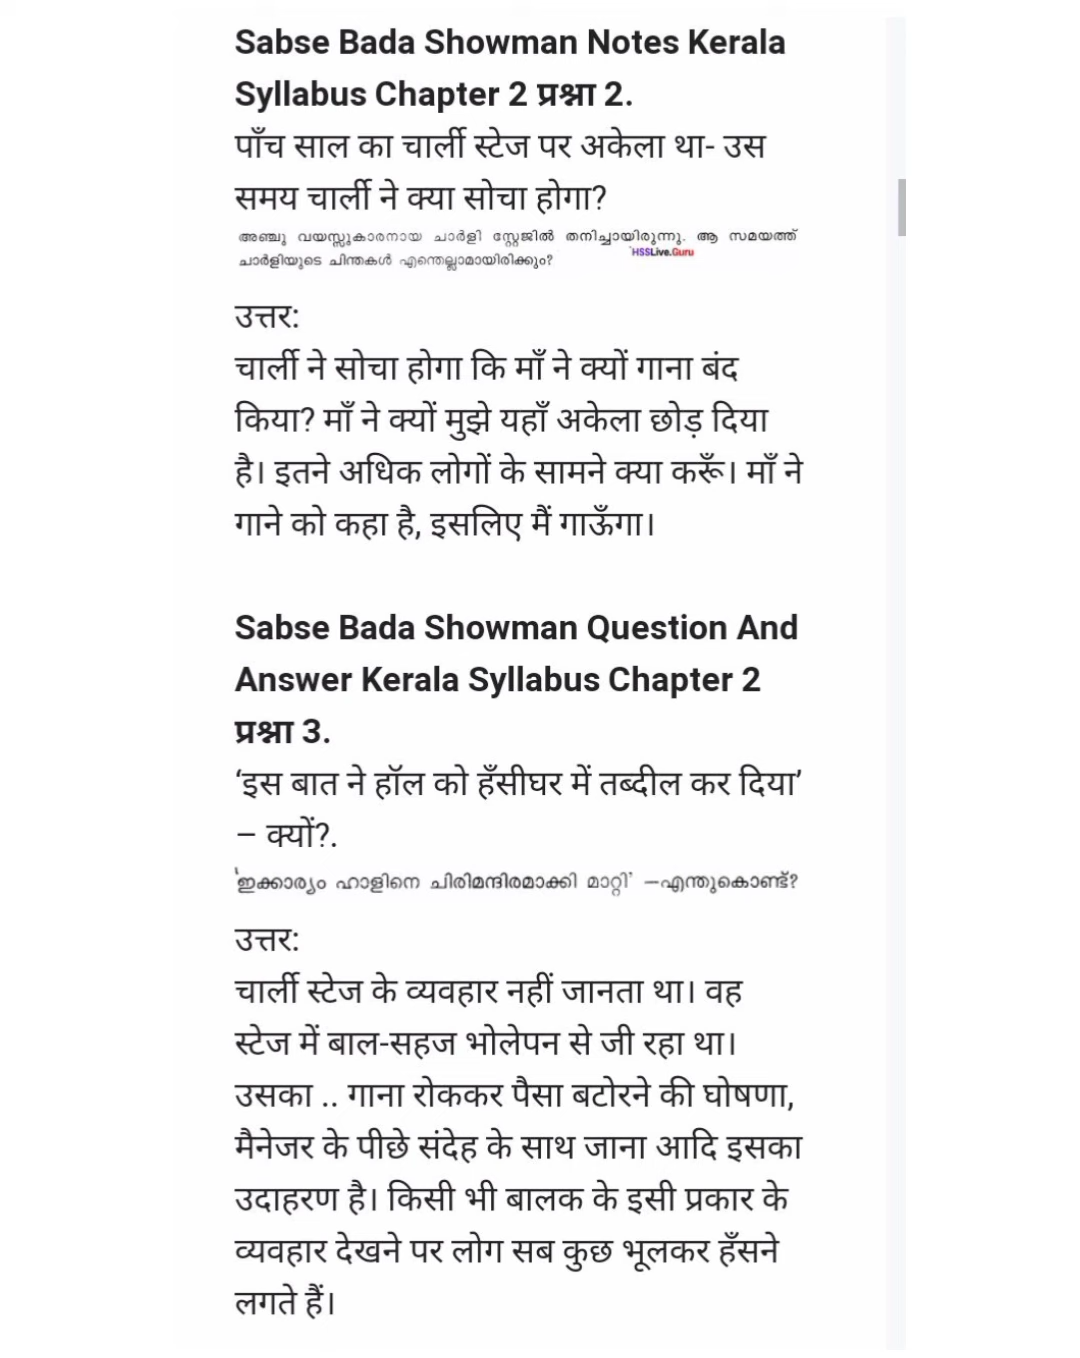 Sabse Bada Showman Notes Kerala
Syllabus Chapter 2 प्रश्ना 2.
पाँच साल का चार्ली स्टेज पर अकेला था- उस
समय चार्ली ने क्या सोचा होगा?
അഞ്ചു വയസ്സുകാരനായ ചാർളി സ്റ്റേജിൽ തനിച്ചായിരുന്നു. ആ സമയത്ത്
ചാർളിയുടെ ചിന്തകൾ എന്തെല്ലാമായിരിക്കും?
HSSLive.Guru
उत्तर:
चार्ली ने सोचा होगा कि माँ ने क्यों गाना बंद
किया? माँ ने क्यों मुझे यहाँ अकेला छोड़ दिया
है। इतने अधिक लोगों के सामने क्या करूँ। माँ ने
गाने को कहा है, इसलिए मैं गाऊँगा।
Sabse Bada Showman Question And
Answer Kerala Syllabus Chapter 2
प्रश्ना 3.
‘इस बात ने हॉल को हँसीघर में तब्दील कर दिया’
– क्यों?.
'ഇക്കാര്യം ഹാളിനെ ചിരിമന്ദിരമാക്കി മാറ്റി' —എന്തുകൊണ്ട്?
उत्तर:
चार्ली स्टेज के व्यवहार नहीं जानता था। वह
स्टेज में बाल-सहज भोलेपन से जी रहा था।
उसका .. गाना रोककर पैसा बटोरने की घोषणा,
मैनेजर के पीछे संदेह के साथ जाना आदि इसका
उदाहरण है। किसी भी बालक के इसी प्रकार के
व्यवहार देखने पर लोग सब कुछ भूलकर हँसने
लगते हैं।